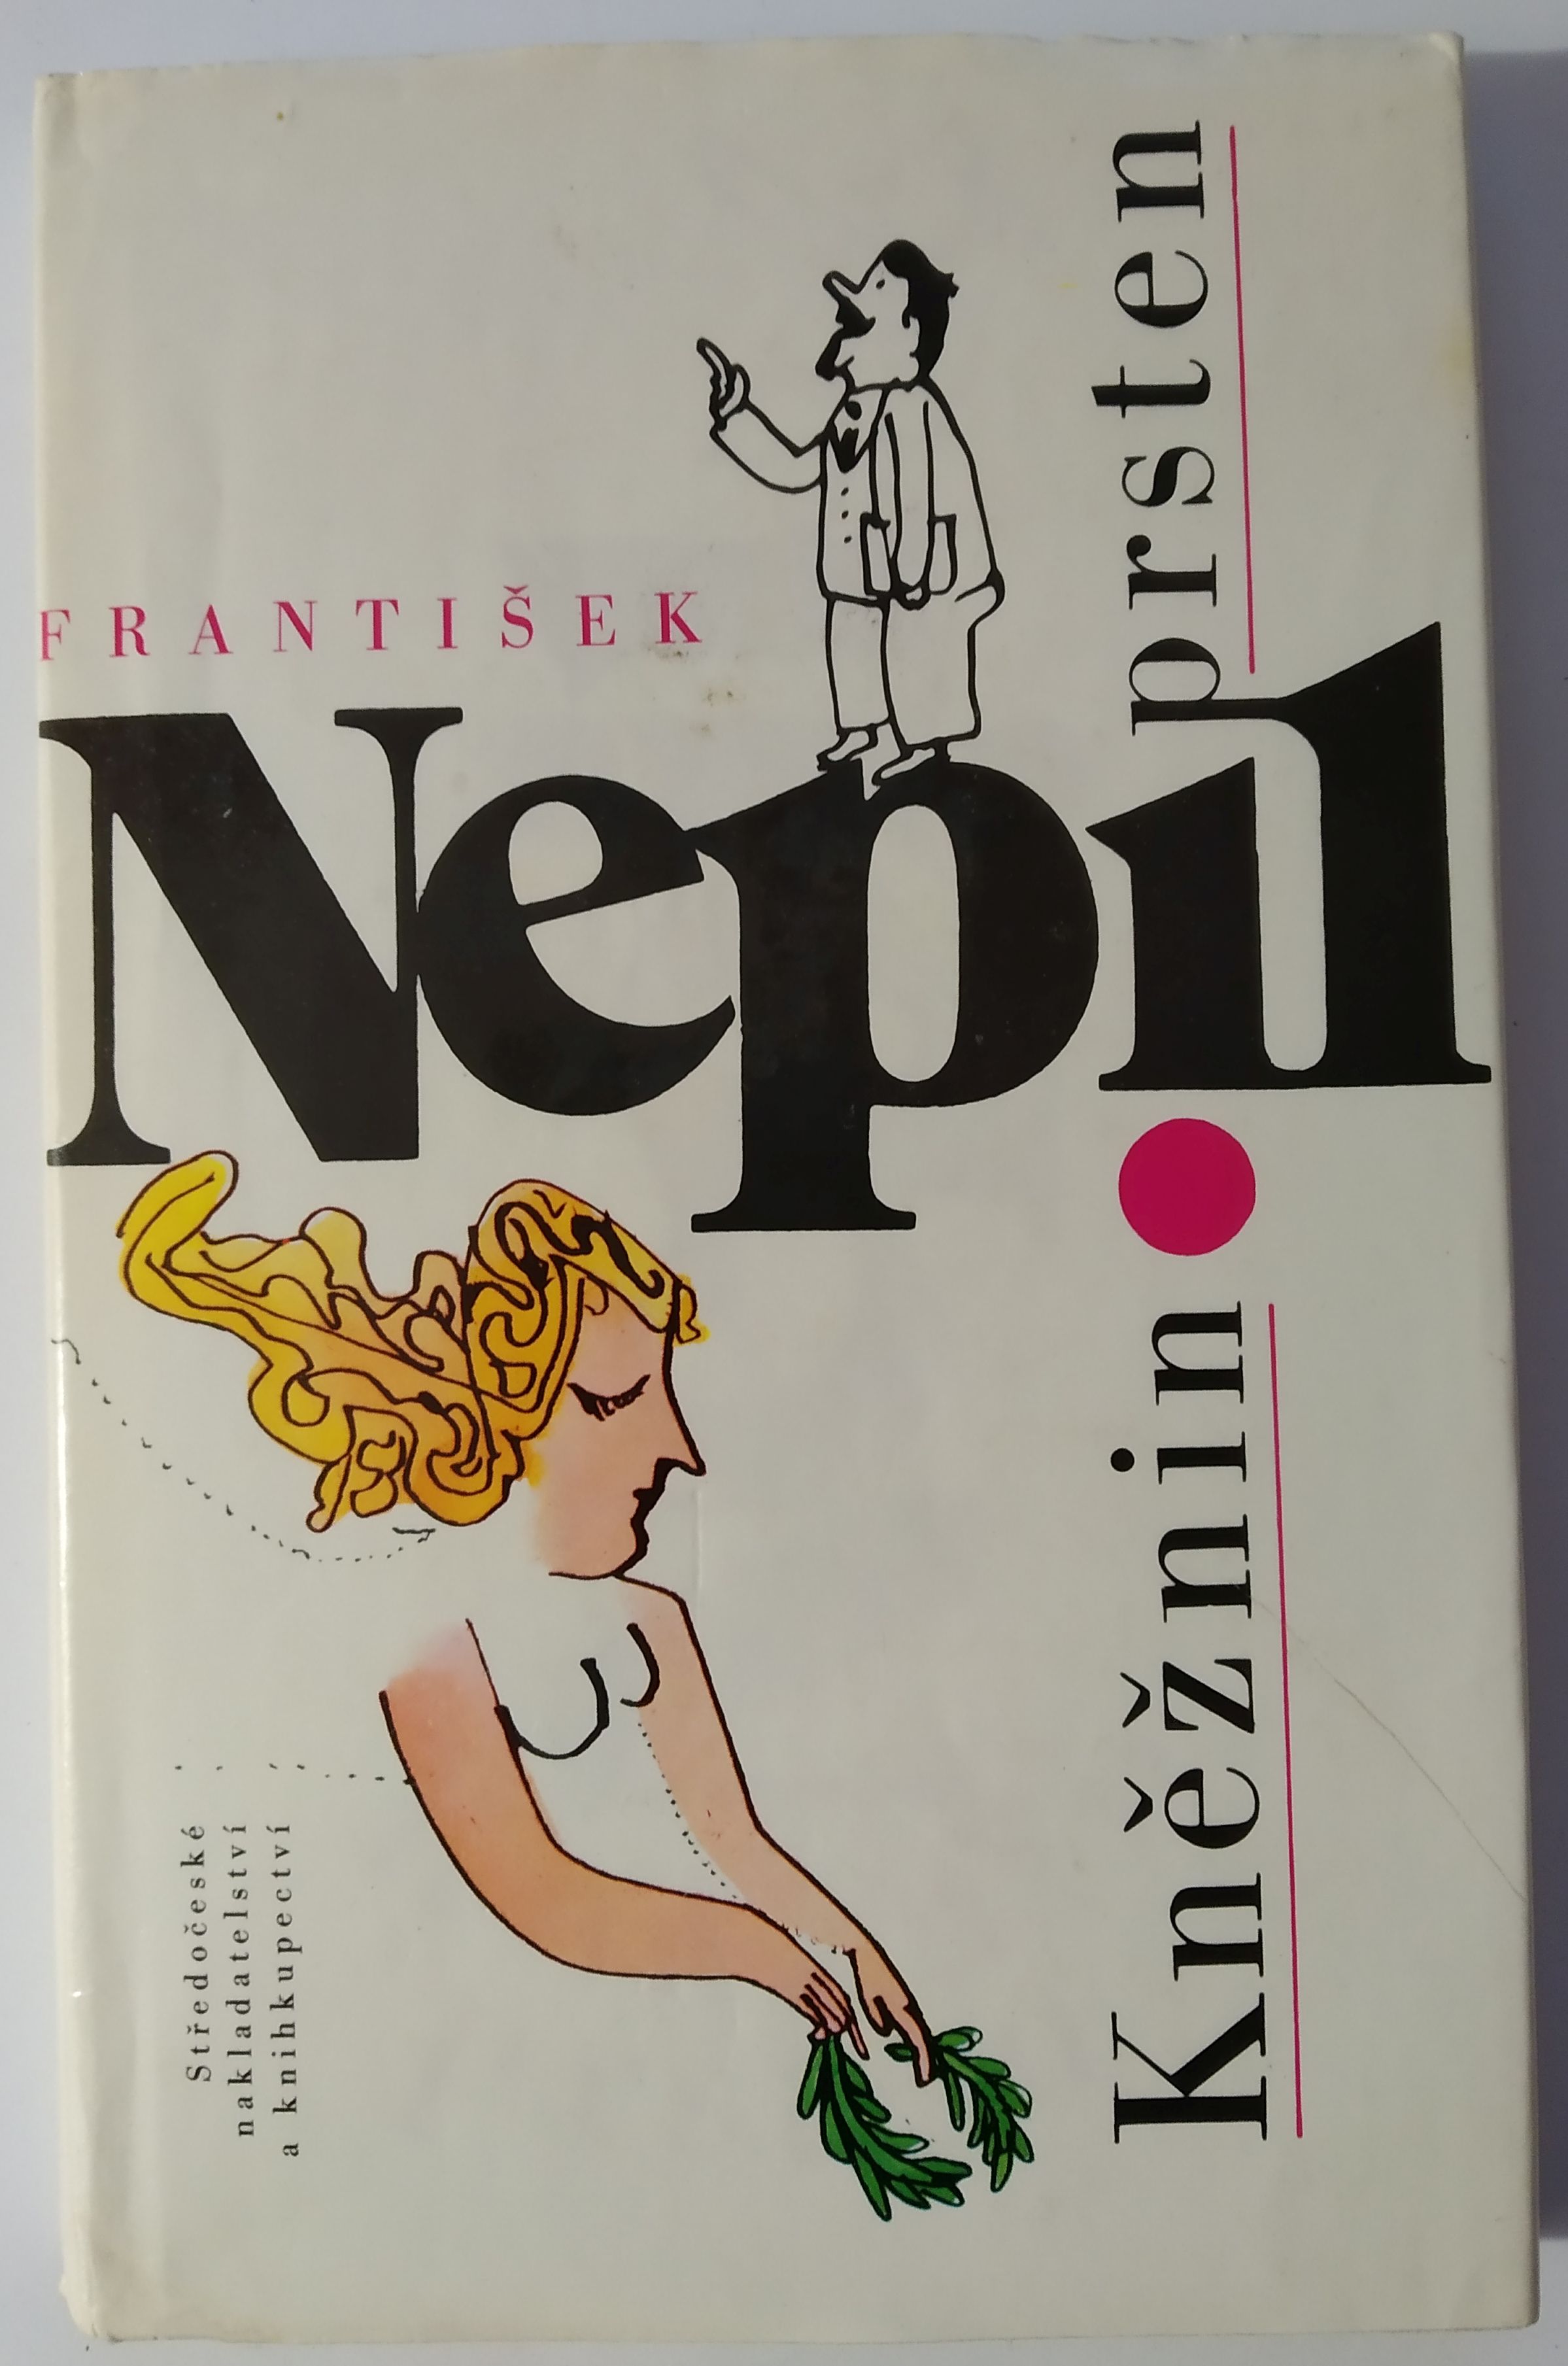 FRANTIŠEK
Nepil
Kněžnin prsten
Středočeské
nakladatelství
a knihkupectví